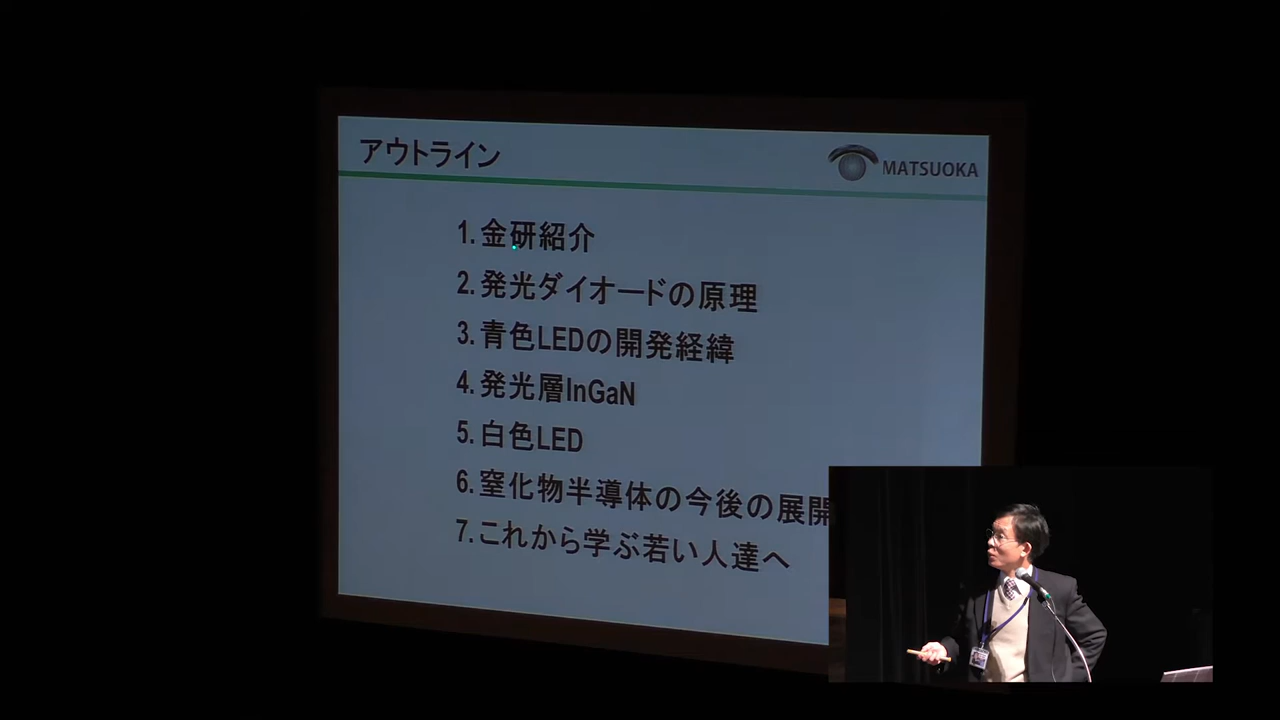 アウトライン
MATSUOKA
1. 金研紹介
2. 発光ダイオードの原理
3. 青色LEDの開発経緯
4. 発光層InGaN
5. 白色LED
6. 窒化物半導体の今後の展開
7. これから学ぶ若い人達へ